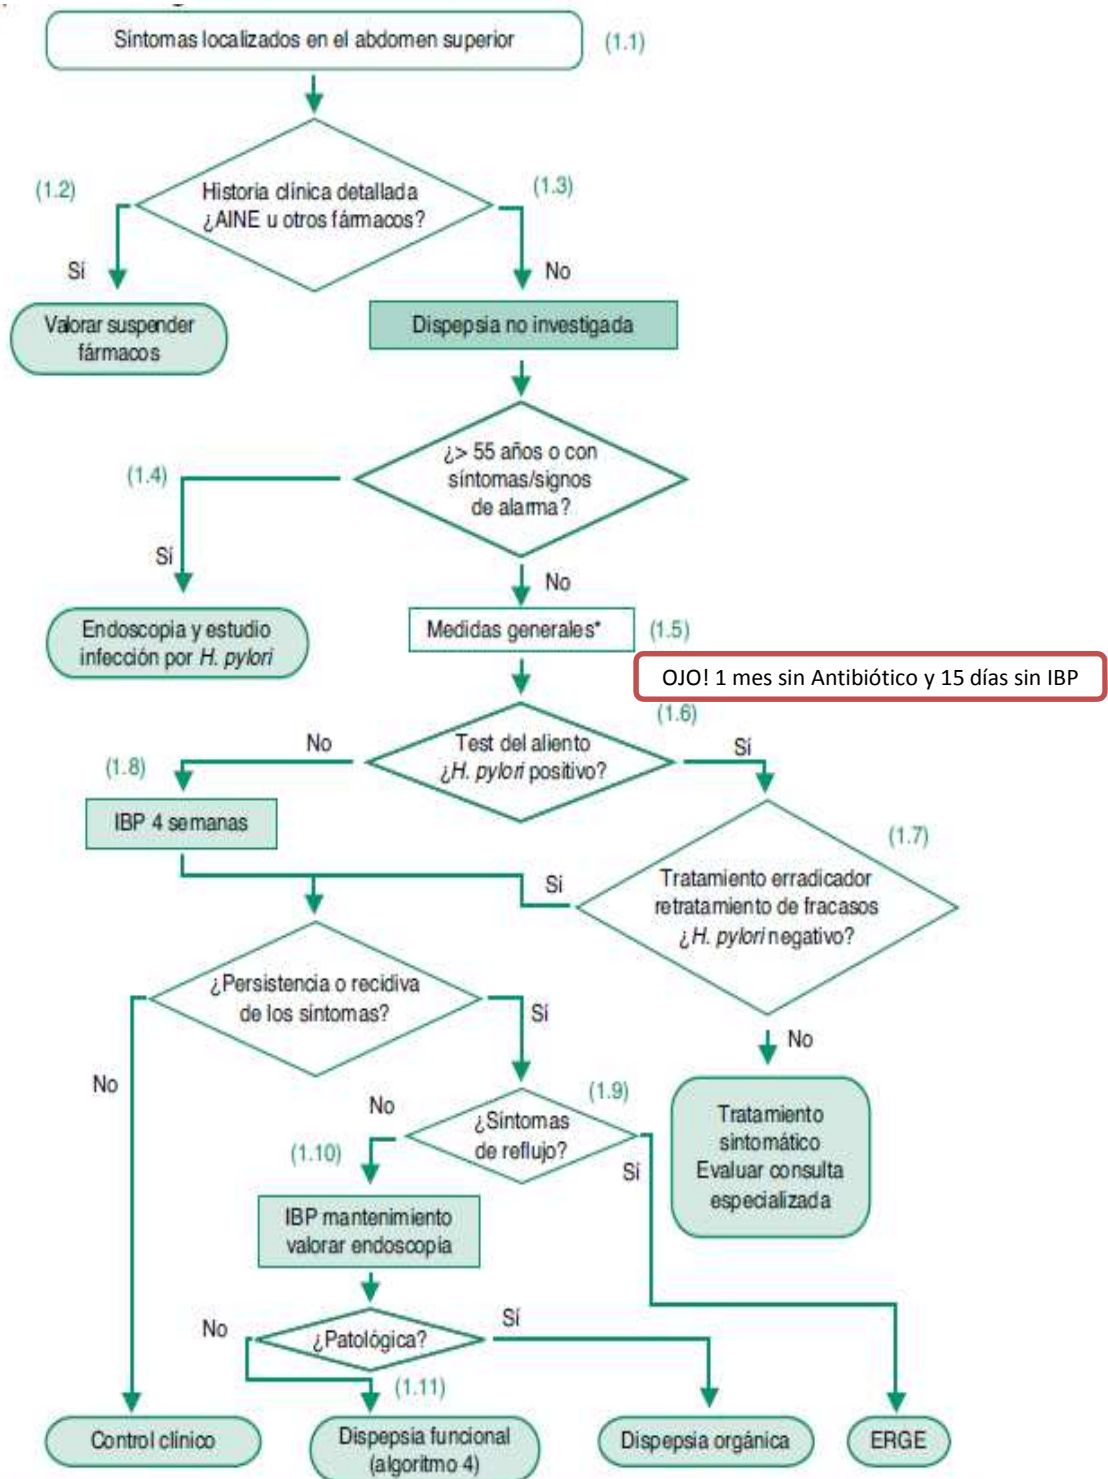 Síntomas localizados en el abdomen superior
(1.1)
(1.2)
Historia clínica detallada
¿AINE u otros fármacos?
(1.3)
Sí
No
Valorar suspender
fármacos
Dispepsia no investigada
¿> 55 años o con
síntomas/signos
de alarma?
(1.4)
Sí
No
Endoscopia y estudio
infección por H. pylori
Medidas generales*
(1.5)
OJO! 1 mes sin Antibiótico y 15 días sin IBP
(1.6)
No
Test del aliento
¿H. pylori positivo?
Sí
(1.8)
IBP 4 semanas
(1.7)
Sí
Tratamiento erradicador
retratamiento de fracasos
¿H. pylori negativo?
¿Persistencia o recidiva
de los síntomas?
Sí
No
No
No
(1.9)
¿Síntomas
de reflujo?
Sí
Tratamiento
sintomático
Evaluar consulta
especializada
(1.10)
IBP mantenimiento
valorar endoscopia
No
¿Patológica?
Sí
(1.11)
Control clínico
Dispepsia funcional
(algoritmo 4)
Dispepsia orgánica
ERGE